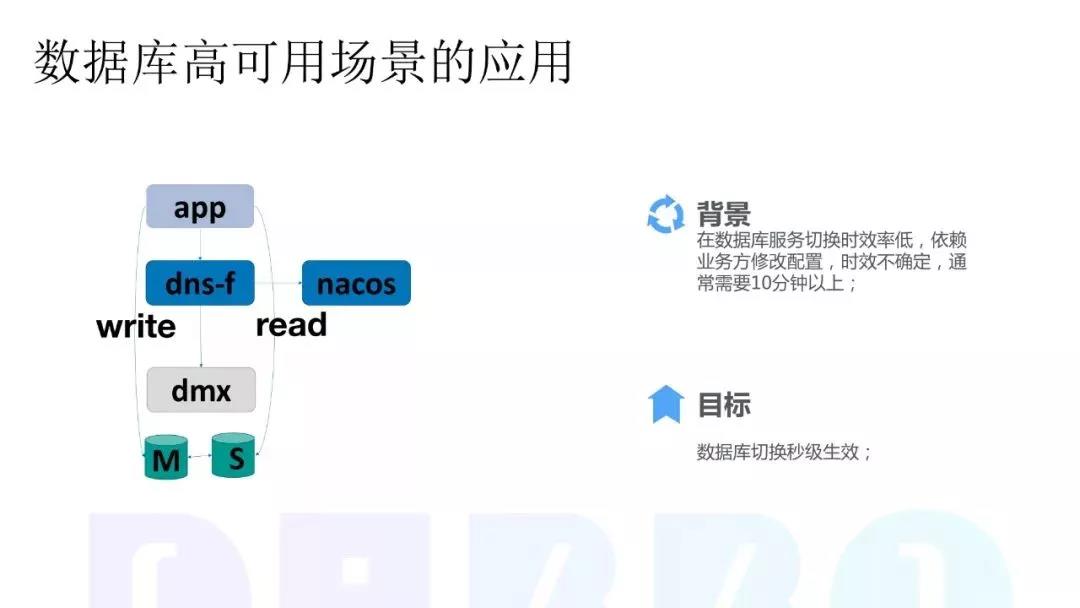 数据库高可用场景的应用
app
dns-f
nacos
write
read
dmx
M
S
背景
在数据库服务切换时效率低，依赖
业务方修改配置，时效不确定，通
常需要10分钟以上；
目标
数据库切换秒级生效；